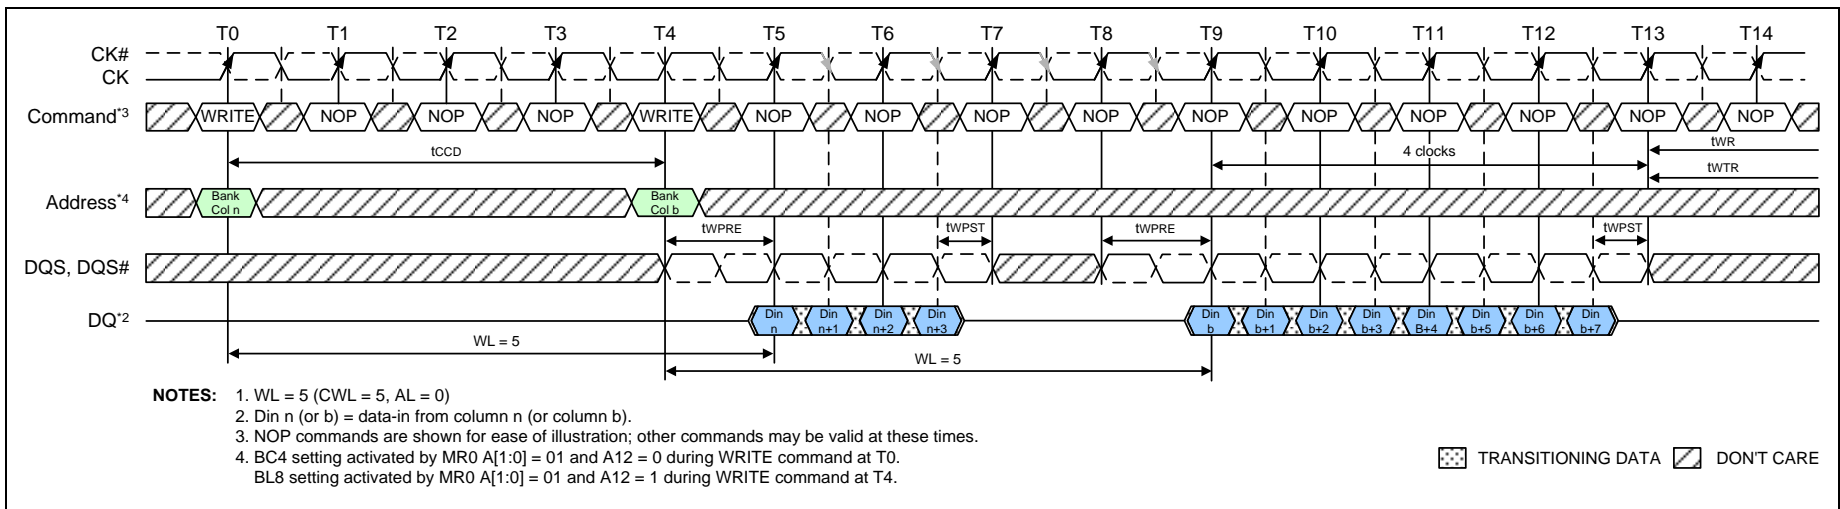 T0 T1 T2 T3 T4 T5 T6 T7 T8 T9 T10 T11 T12 T13 T14
CK#
CK
Command*3 WRITE NOP NOP NOP WRITE NOP NOP NOP NOP NOP NOP NOP NOP NOP NOP
tCCD 4 clocks tWR
tWTR
Address*4 Bank Col n Bank Col b
tWPRE tWPST tWPRE tWPST
DQS, DQS#
DQ*2 Din n Din n+1 Din n+2 Din n+3 Din b Din b+1 Din b+2 Din b+3 Din B+4 Din b+5 Din b+6 Din b+7
WL = 5
WL = 5
NOTES: 1. WL = 5 (CWL = 5, AL = 0)
2. Din n (or b) = data-in from column n (or column b).
3. NOP commands are shown for ease of illustration; other commands may be valid at these times.
4. BC4 setting activated by MR0 A[1:0] = 01 and A12 = 0 during WRITE command at T0.
BL8 setting activated by MR0 A[1:0] = 01 and A12 = 1 during WRITE command at T4.
TRANSITIONING DATA DON'T CARE